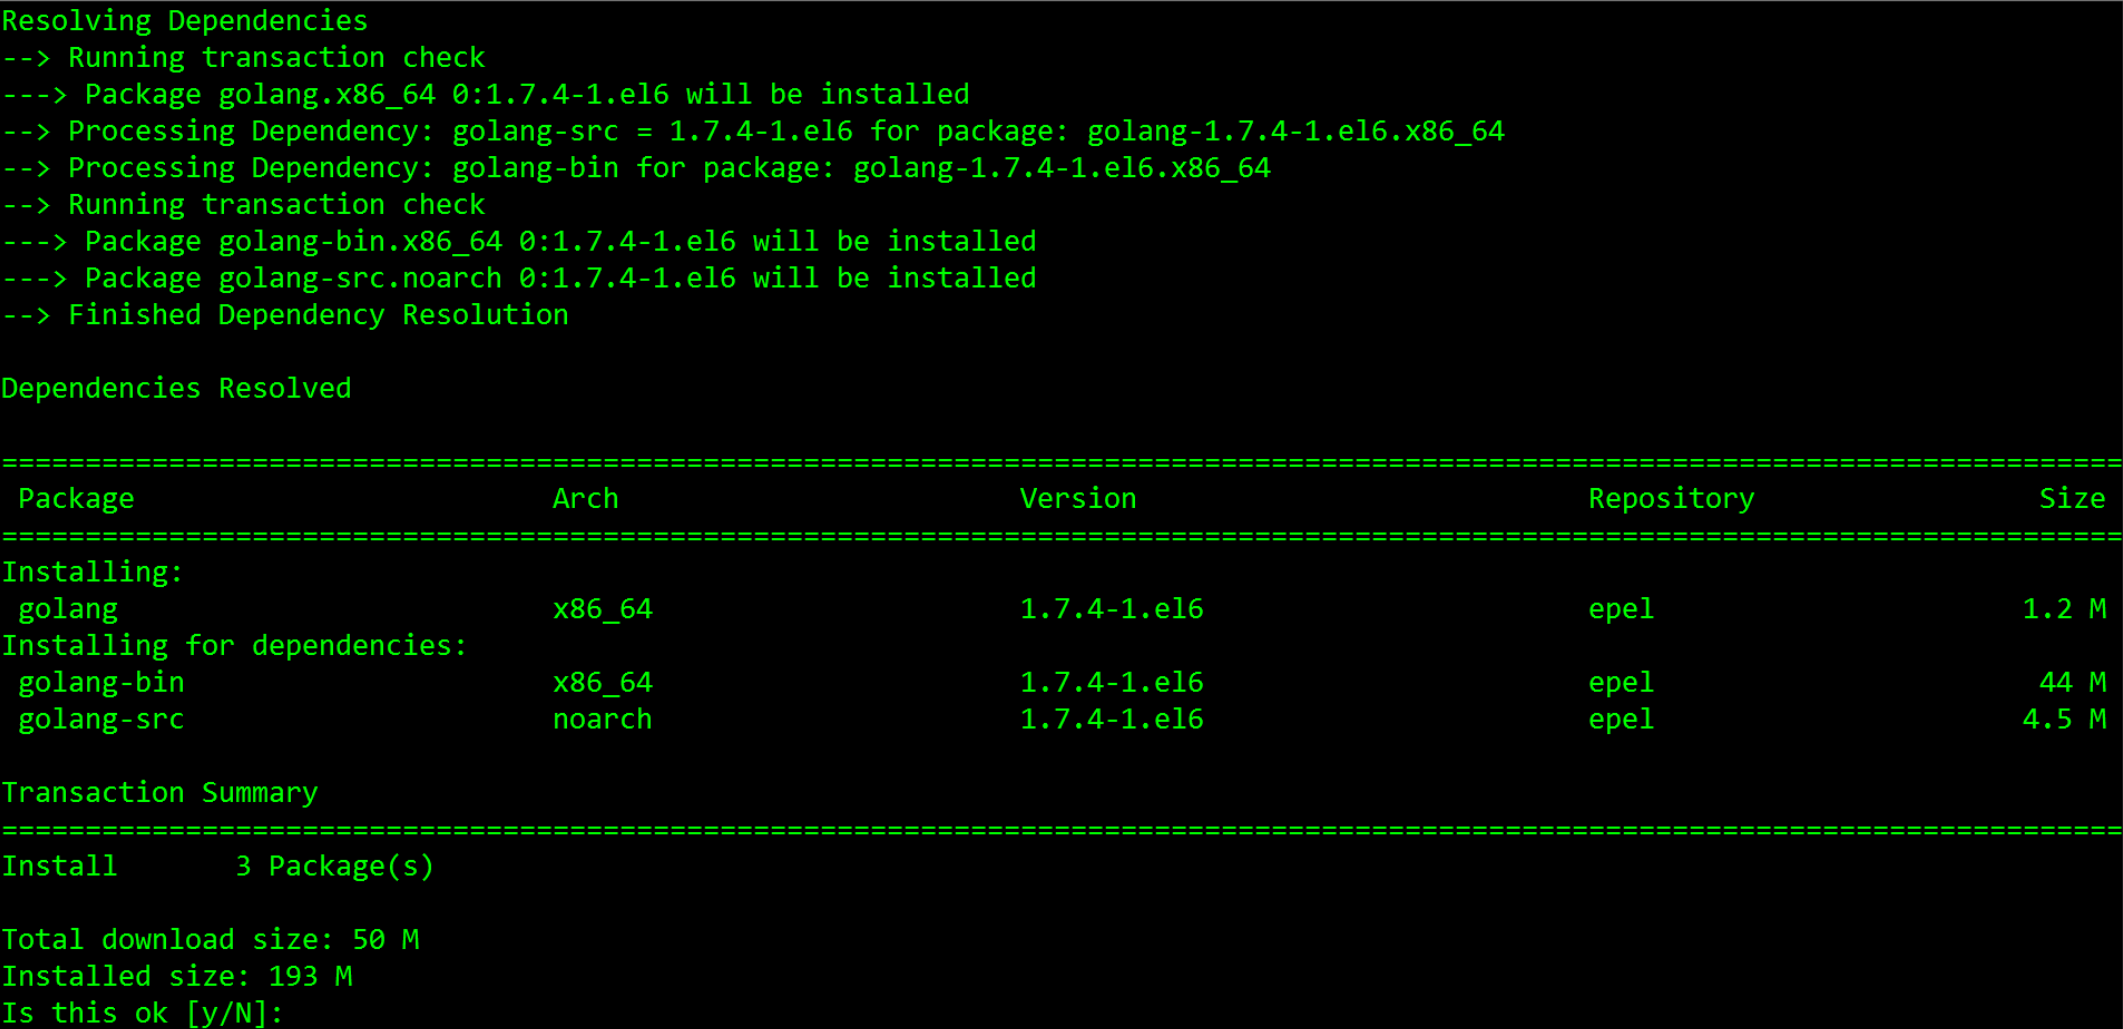 Resolving Dependencies
--> Running transaction check
---> Package golang.x86_64 0:1.7.4-1.el6 will be installed
--> Processing Dependency: golang-src = 1.7.4-1.el6 for package: golang-1.7.4-1.el6.x86_64
--> Processing Dependency: golang-bin for package: golang-1.7.4-1.el6.x86_64
--> Running transaction check
---> Package golang-bin.x86_64 0:1.7.4-1.el6 will be installed
---> Package golang-src.noarch 0:1.7.4-1.el6 will be installed
--> Finished Dependency Resolution

Dependencies Resolved

===============================================================================================================================
 Package                         Arch                        Version                           Repository                 Size
===============================================================================================================================
Installing:
 golang                          x86_64                      1.7.4-1.el6                       epel                      1.2 M
Installing for dependencies:
 golang-bin                      x86_64                      1.7.4-1.el6                       epel                       44 M
 golang-src                      noarch                      1.7.4-1.el6                       epel                      4.5 M

Transaction Summary
===============================================================================================================================
Install       3 Package(s)

Total download size: 50 M
Installed size: 193 M
Is this ok [y/N]: